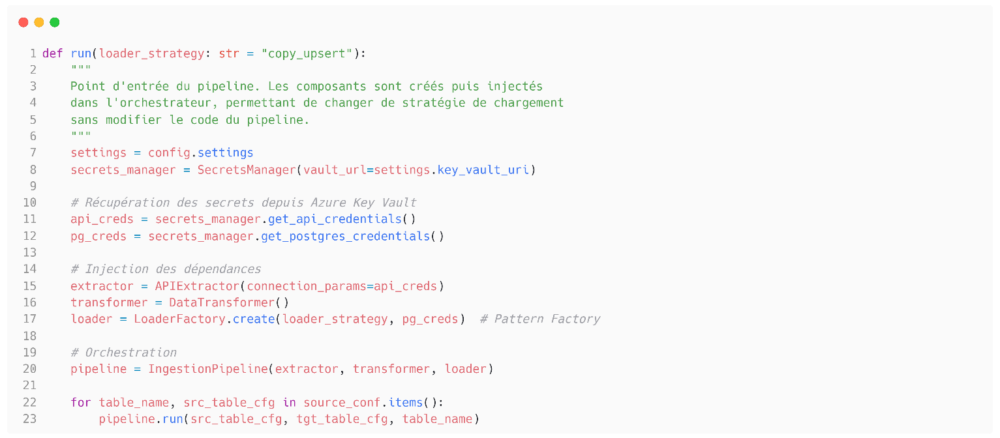 1 def run(loader_strategy: str = "copy_upsert"):
2     """
3     Point d'entrée du pipeline. Les composants sont créés puis injectés
4     dans l'orchestrateur, permettant de changer de stratégie de chargement
5     sans modifier le code du pipeline.
6     """
7     settings = config.settings
8     secrets_manager = SecretsManager(vault_url=settings.key_vault_uri)
9
10     # Récupération des secrets depuis Azure Key Vault
11     api_creds = secrets_manager.get_api_credentials()
12     pg_creds = secrets_manager.get_postgres_credentials()
13
14     # Injection des dépendances
15     extractor = APIExtractor(connection_params=api_creds)
16     transformer = DataTransformer()
17     loader = LoaderFactory.create(loader_strategy, pg_creds)  # Pattern Factory
18
19     # Orchestration
20     pipeline = IngestionPipeline(extractor, transformer, loader)
21
22     for table_name, src_table_cfg in source_conf.items():
23         pipeline.run(src_table_cfg, tgt_table_cfg, table_name)